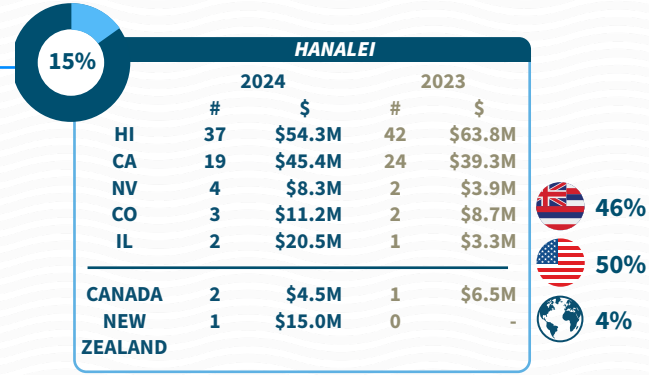 15%
HANALEI
2024 2023
# $ # $
HI 37 $54.3M 42 $63.8M
CA 19 $45.4M 24 $39.3M
NV 4 $8.3M 2 $3.9M
CO 3 $11.2M 2 $8.7M
IL 2 $20.5M 1 $3.3M
CANADA 2 $4.5M 1 $6.5M
NEW 1 $15.0M 0 -
ZEALAND
46%
50%
4%